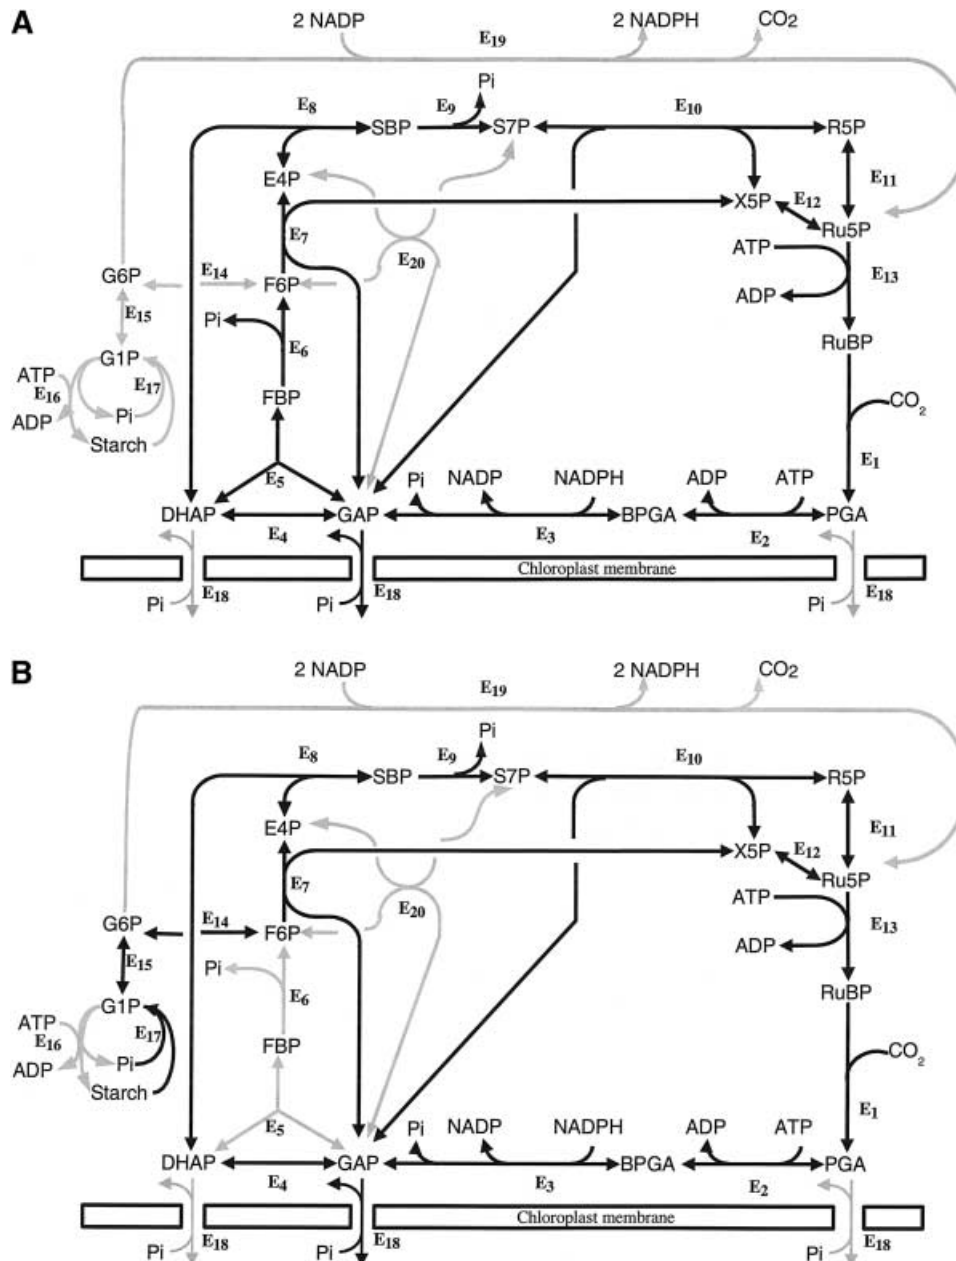 A
2 NADP
2 NADPH
CO2
E19
Pi
E8
E9
E10
SBP
S7P
R5P
E4P
E11
X5P
E12
Ru5P
E7
ATP
E20
E13
G6P
E14
F6P
ADP
E15
Pi
E6
RuBP
G1P
ATP
E16
E17
FBP
CO2
ADP
Pi
Starch
E1
E5
Pi
NADP
NADPH
ADP
ATP
DHAP
GAP
BPGA
PGA
E4
E3
E2
Chloroplast membrane
Pi
E18
Pi
E18
Pi
E18
B
2 NADP
2 NADPH
CO2
E19
Pi
E8
E9
E10
SBP
S7P
R5P
E4P
E11
X5P
E12
Ru5P
E7
ATP
E20
E13
G6P
E14
F6P
ADP
E15
Pi
E6
RuBP
G1P
ATP
E16
E17
FBP
CO2
ADP
Pi
Starch
E1
E5
Pi
NADP
NADPH
ADP
ATP
DHAP
GAP
BPGA
PGA
E4
E3
E2
Chloroplast membrane
Pi
E18
Pi
E18
Pi
E18